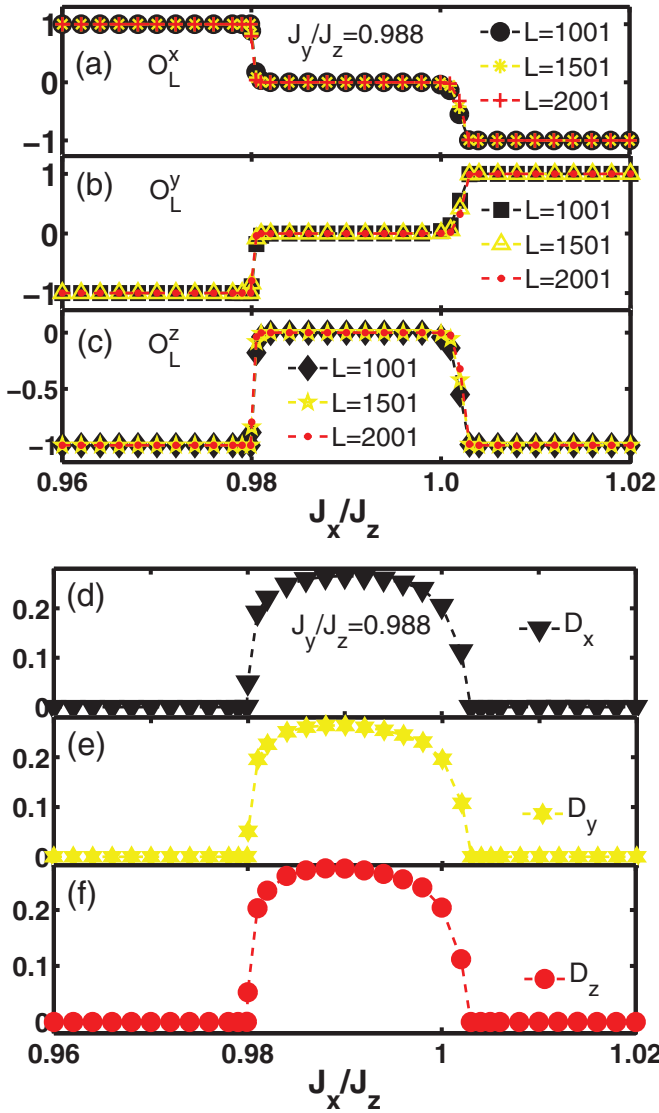 1
(a) O_L^x J_y/J_z=0.988 L=1001
0 L=1501
L=2001
−1
1
(b) O_L^y
L=1001
0 L=1501
L=2001
−1
0
(c) O_L^z L=1001
−0.5 L=1501
L=2001
−1
0.96 0.98 1.0 1.02
J_x/J_z
(d)
0.2 J_y/J_z=0.988 D_x
0.1
0
(e)
0.2
0.1 D_y
0
(f)
0.2
0.1 D_z
0
0.96 0.98 1 1.02
J_x/J_z